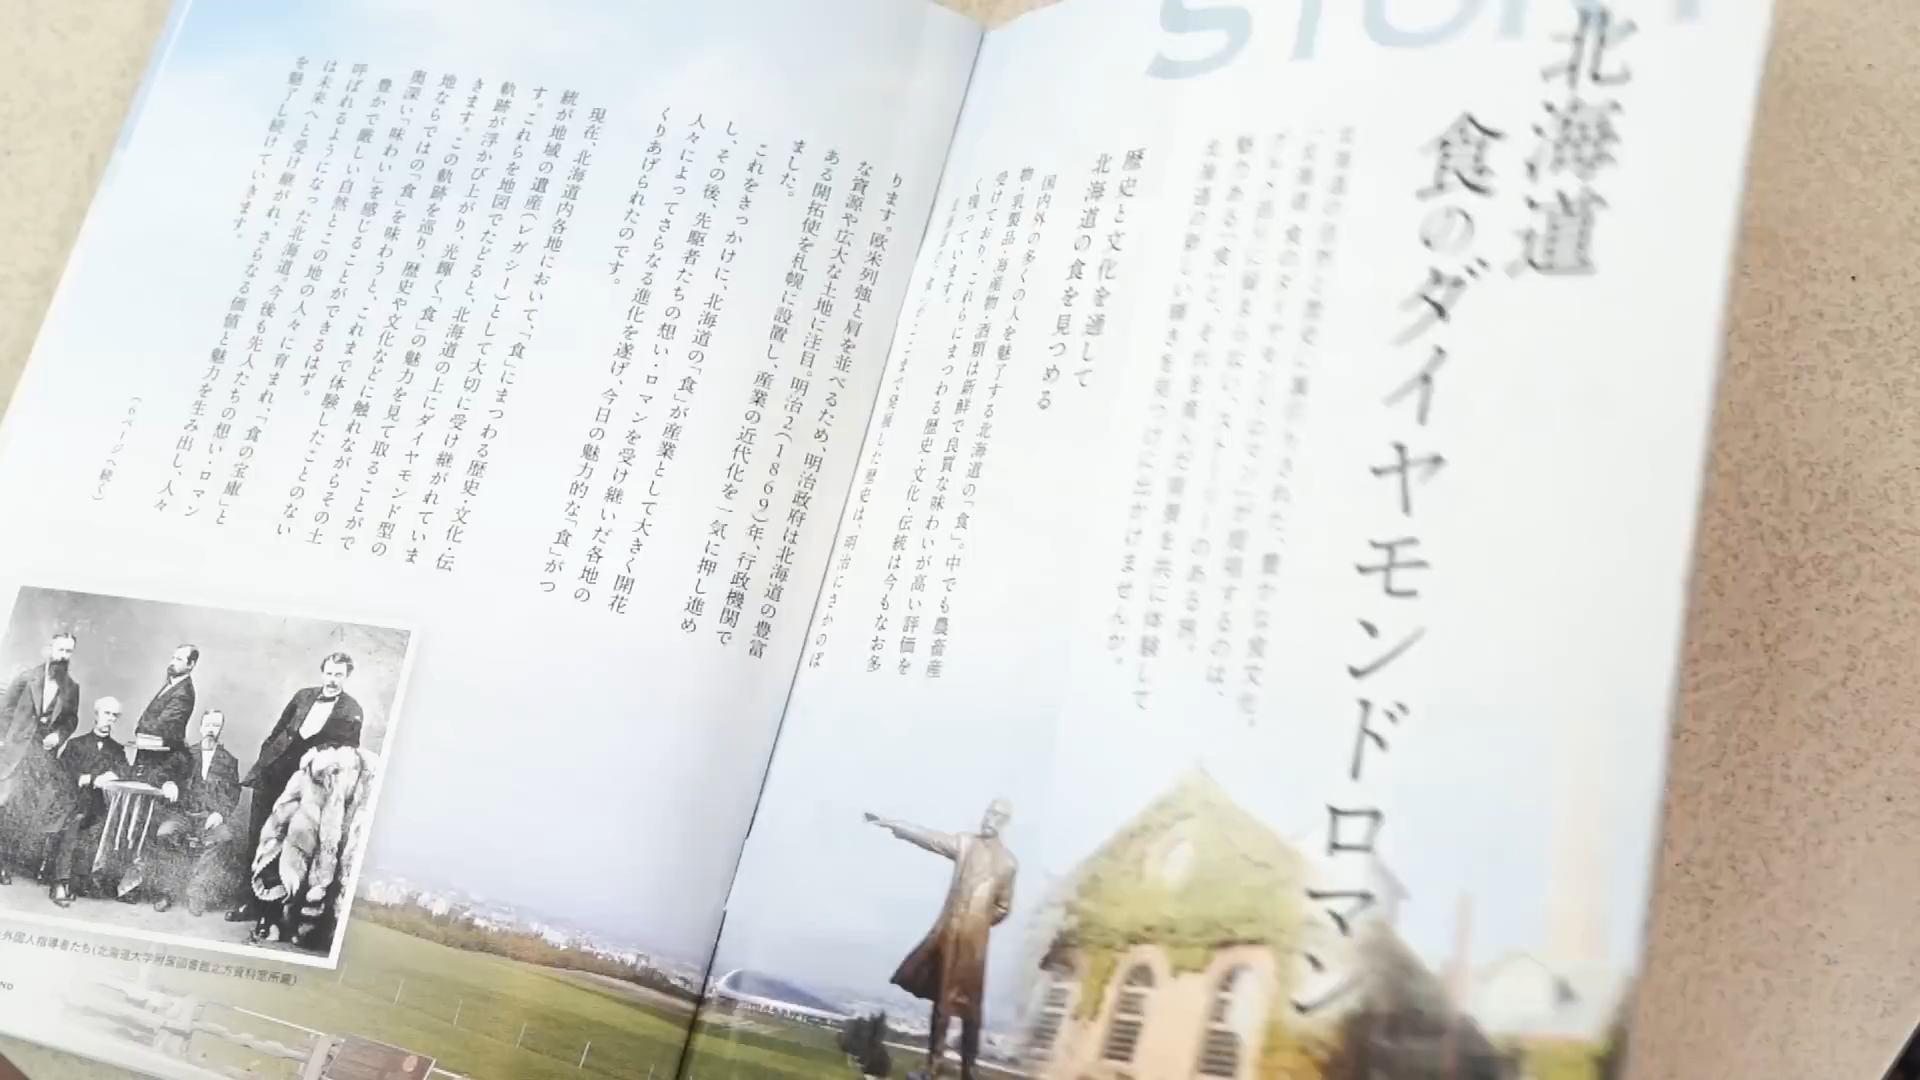 北海道
食のダイヤモンドロマン
歴史と文化を通して
北海道の食を見つめる
国内外の多くの人を魅了する北海道の「食」。中でも農畜産
物・乳製品・海産物・酒類は新鮮で良質な味わいが高い評価を
受けており、これらにまつわる歴史・文化・伝統は今もなお多
く残っています。
ここまで発展した歴史は、明治にさかのぼ
ります。欧米列強と肩を並べるため、明治政府は北海道の豊富
な資源や広大な土地に注目。明治2(1869)年、行政機関で
ある開拓使を札幌に設置し、産業の近代化を一気に押し進め
ました。
これをきっかけに、北海道の「食」が産業として大きく開花
し、その後、先駆者たちの想い・ロマンを受け継いだ各地の
人々によってさらなる進化を遂げ、今日の魅力的な「食」がつ
くりあげられたのです。
現在、北海道内各地において、「食」にまつわる歴史・文化・伝
統が地域の遺産(レガシー)として大切に受け継がれていま
す。これらを地図でたどると、北海道の上にダイヤモンド型の
軌跡が浮かび上がり、光輝く「食」の魅力を見て取ることがで
きます。この軌跡を巡り、歴史や文化などに触れながらその土
地ならではの「食」を味わうと、これまで体験したことのない
奥深い「味わい」を感じることができるはず。
豊かで厳しい自然とこの地の人々に育まれ、「食の宝庫」と
呼ばれるようになった北海道。今後も先人たちの想い・ロマン
は未来へと受け継がれ、さらなる価値と魅力を生み出し、人々
を魅了し続けていきます。
(6ページへ続く)
外国人指導者たち(北海道大学附属図書館北方資料室所蔵)